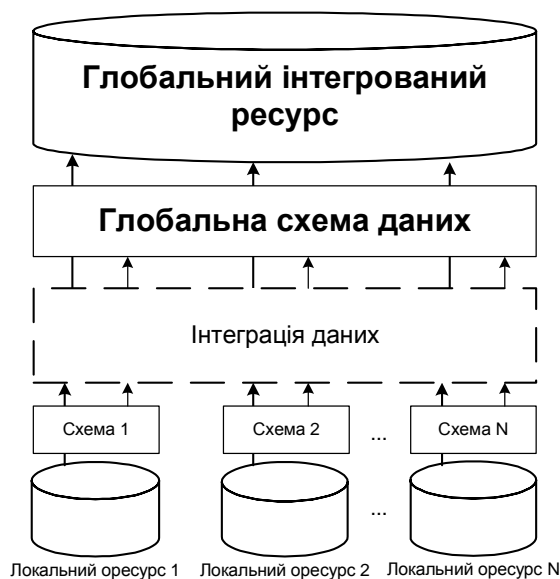 Глобальний інтегрований
ресурс
Глобальна схема даних
Інтеграція даних
Схема 1
Схема 2
...
Схема N
...
Локальний оресурс 1
Локальний оресурс 2
Локальний оресурс N